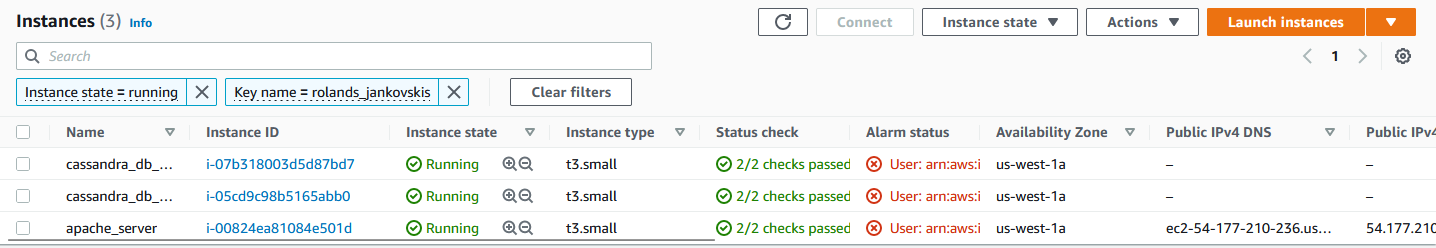 Instances (3) Info
Connect Instance state Actions Launch instances
Search
1
Instance state = running Key name = rolands_jankovskis Clear filters
Name Instance ID Instance state Instance type Status check Alarm status Availability Zone Public IPv4 DNS Public IPv4
cassandra_db_... i-07b318003d5d87bd7 Running t3.small 2/2 checks passed User: arn:aws:i us-west-1a – –
cassandra_db_... i-05cd9c98b5165abb0 Running t3.small 2/2 checks passed User: arn:aws:i us-west-1a – –
apache_server i-00824ea81084e501d Running t3.small 2/2 checks passed User: arn:aws:i us-west-1a ec2-54-177-210-236.us... 54.177.210